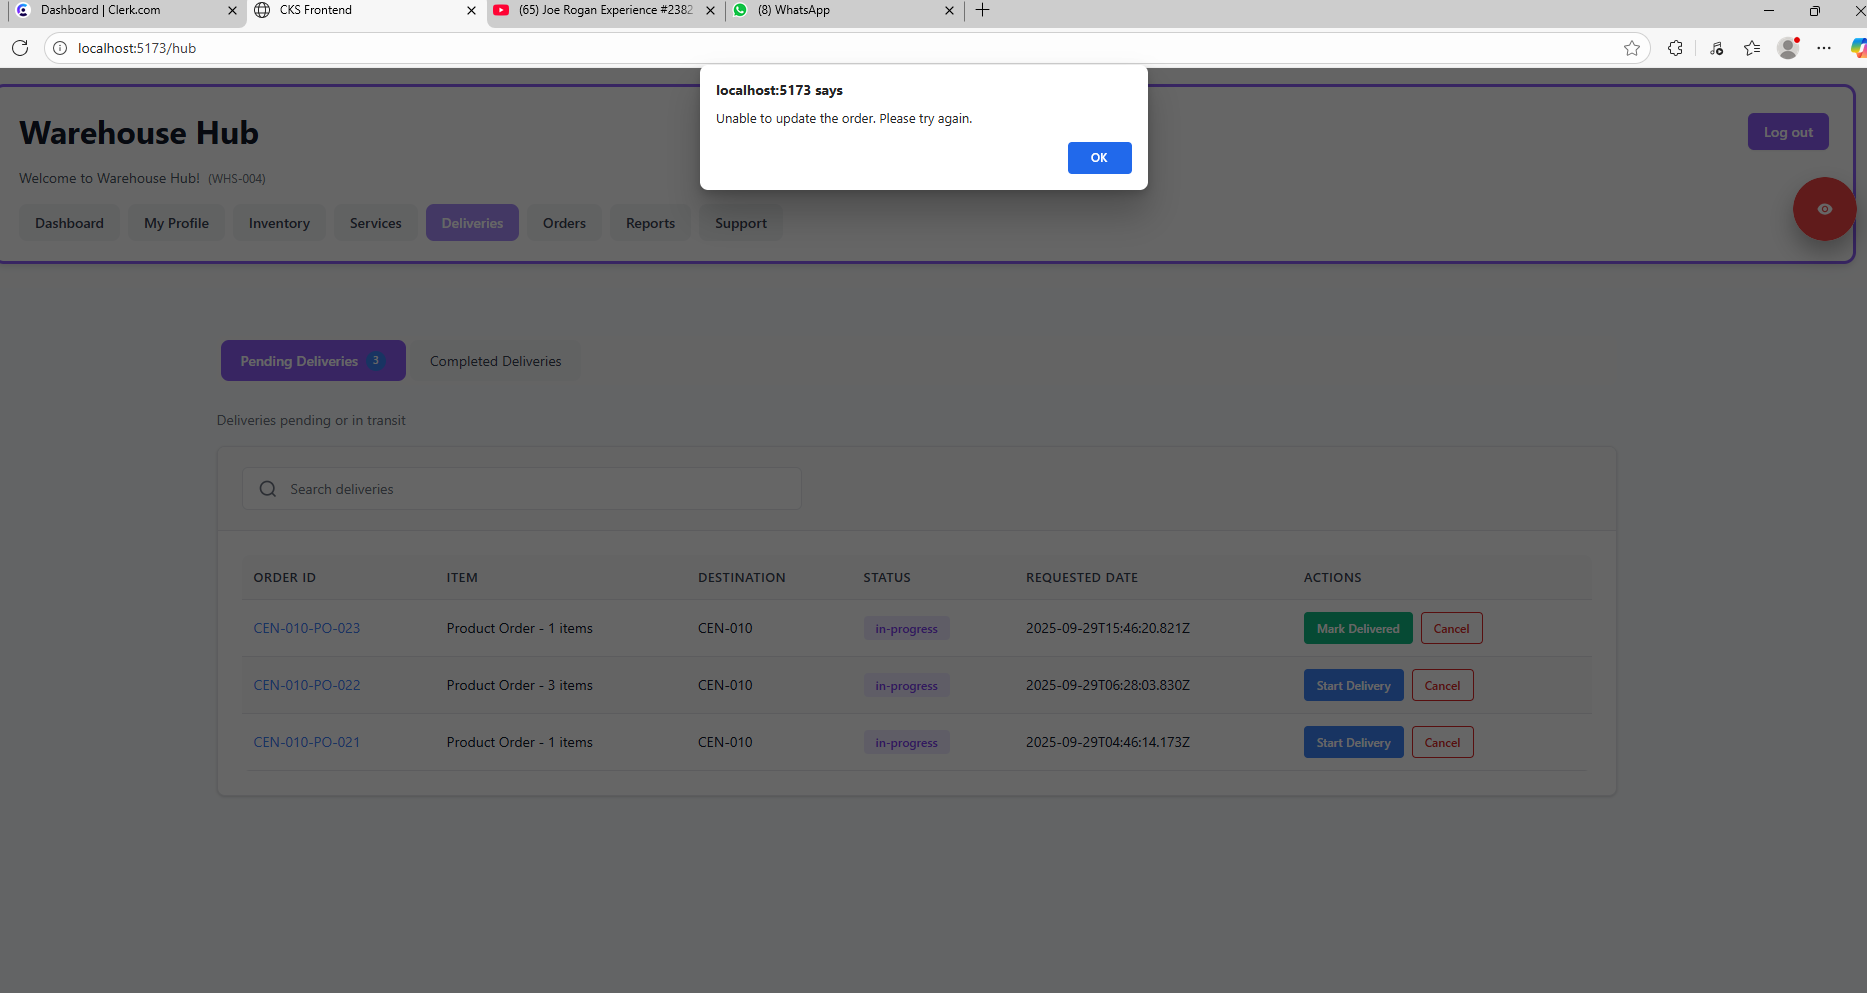 Dashboard | Clerk.com
CKS Frontend
(65) Joe Rogan Experience #2382
(8) WhatsApp
localhost:5173/hub
localhost:5173 says
Unable to update the order. Please try again.
OK
Warehouse Hub
Log out
Welcome to Warehouse Hub! (WHS-004)
Dashboard My Profile Inventory Services Deliveries Orders Reports Support
Pending Deliveries 3 Completed Deliveries
Deliveries pending or in transit
Search deliveries
ORDER ID ITEM DESTINATION STATUS REQUESTED DATE ACTIONS
CEN-010-PO-023 Product Order - 1 items CEN-010 in-progress 2025-09-29T15:46:20.821Z Mark Delivered Cancel
CEN-010-PO-022 Product Order - 3 items CEN-010 in-progress 2025-09-29T06:28:03.830Z Start Delivery Cancel
CEN-010-PO-021 Product Order - 1 items CEN-010 in-progress 2025-09-29T04:46:14.173Z Start Delivery Cancel